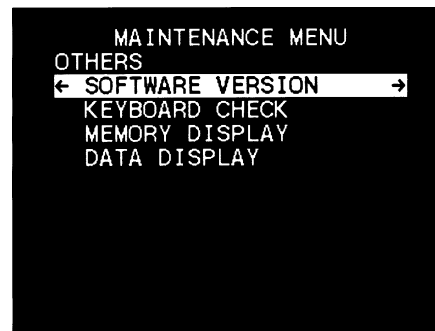 MAINTENANCE MENU
OTHERS
← SOFTWARE VERSION →
KEYBOARD CHECK
MEMORY DISPLAY
DATA DISPLAY